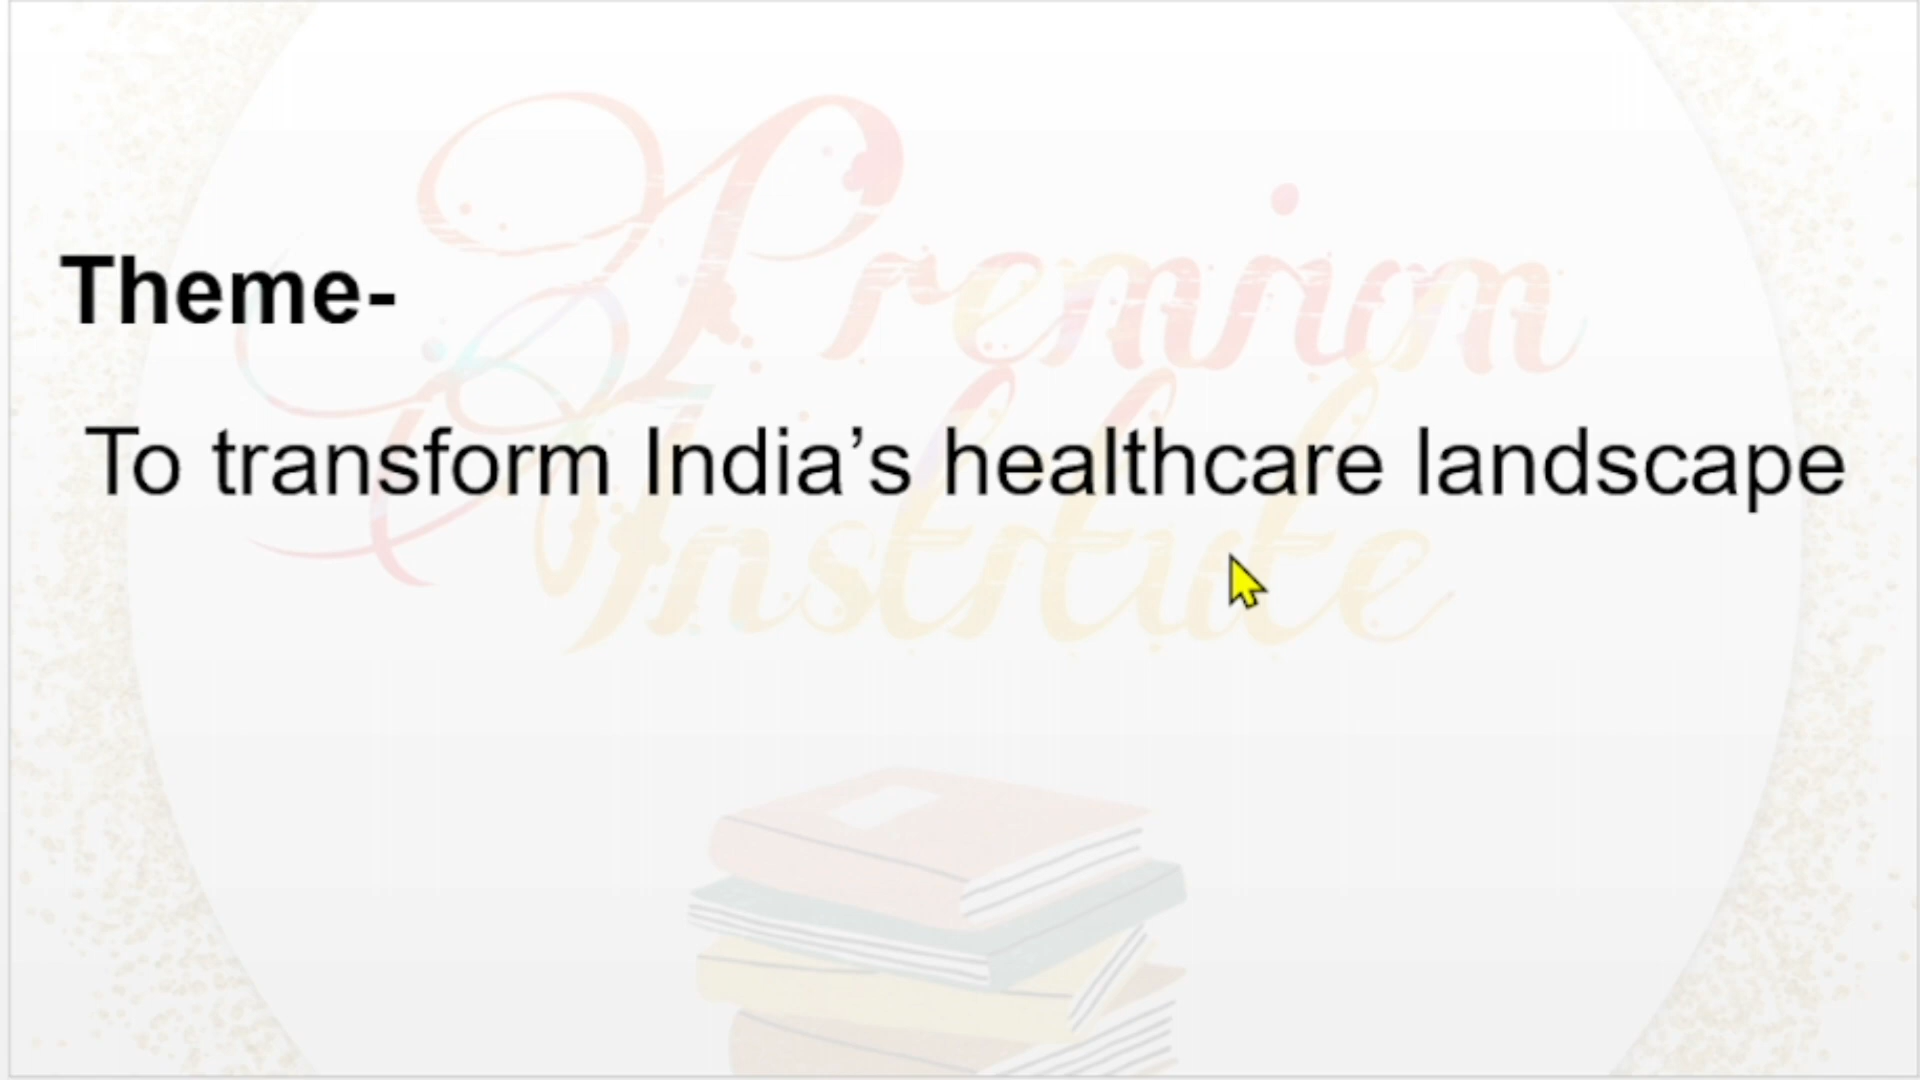 Premium
Institute
Theme-
To transform India’s healthcare landscape